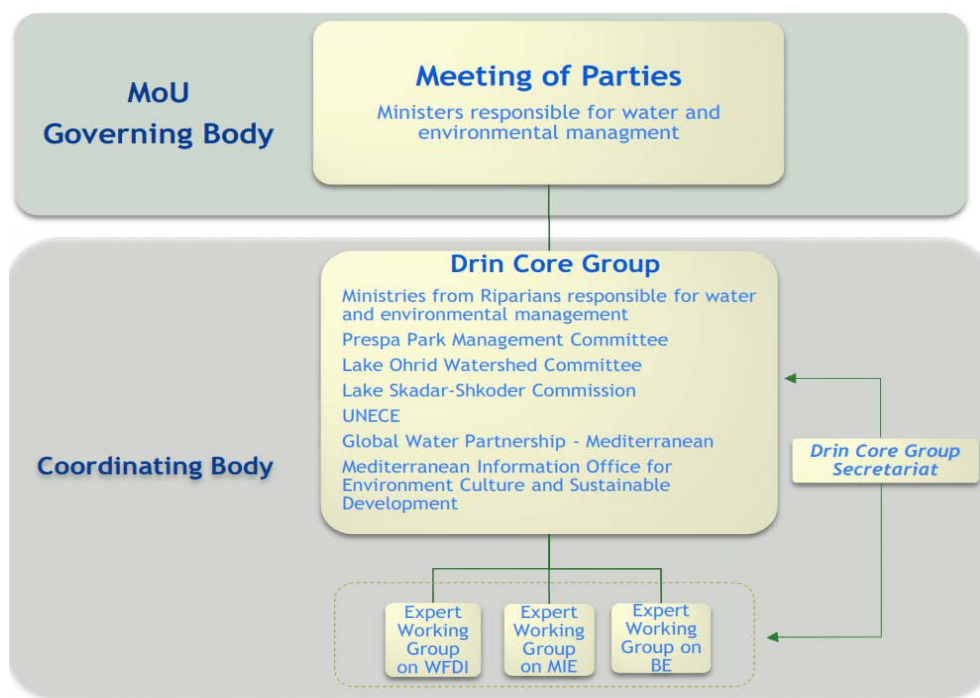 MoU
Governing Body
Meeting of Parties
Ministers responsible for water and
environmental managment
Coordinating Body
Drin Core Group
Ministries from Riparians responsible for water
and environmental management
Prespa Park Management Committee
Lake Ohrid Watershed Committee
Lake Skadar-Shkoder Commission
UNECE
Global Water Partnership - Mediterranean
Mediterranean Information Office for
Environment Culture and Sustainable
Development
Drin Core Group
Secretariat
Expert
Working
Group
on WFDI
Expert
Working
Group
on MIE
Expert
Working
Group on
BE